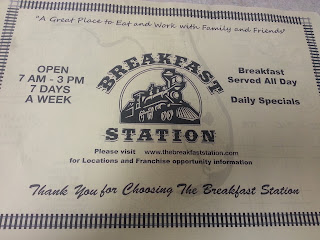 "A Great Place to Eat and Work with Family and Friends"
OPEN
7 AM - 3 PM
7 DAYS
A WEEK
BREAKFAST
STATION
Breakfast
Served All Day
Daily Specials
Please visit www.thebreakfaststation.com
for Locations and Franchise opportunity information
Thank You for Choosing The Breakfast Station